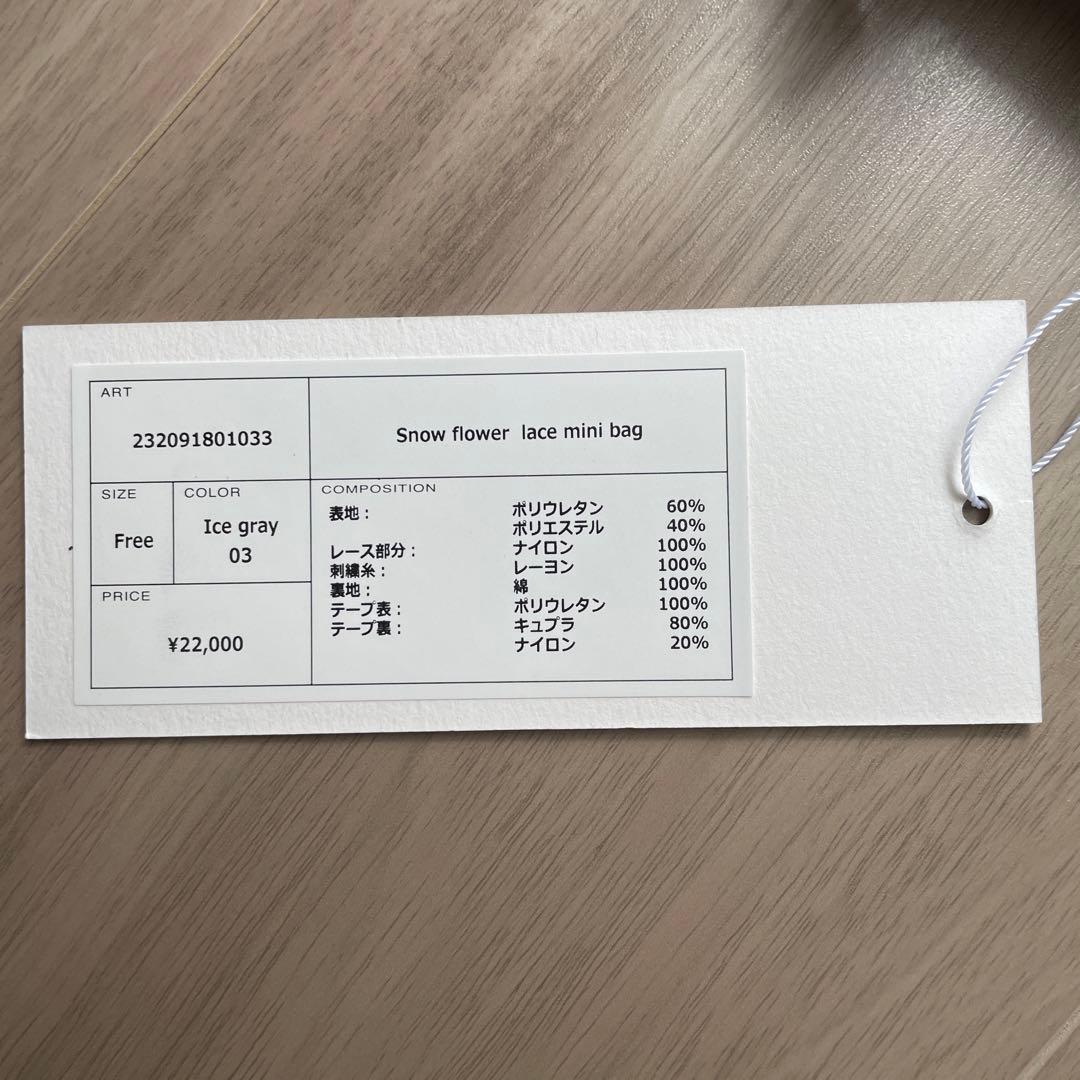 ART
232091801033
Snow flower lace mini bag
SIZE
Free
COLOR
Ice gray
03
PRICE
¥22,000
COMPOSITION
表地： ポリウレタン 60%
ポリエステル 40%
レース部分： ナイロン 100%
刺繍糸： レーヨン 100%
裏地： 綿 100%
テープ表： ポリウレタン 100%
テープ裏： キュプラ 80%
ナイロン 20%